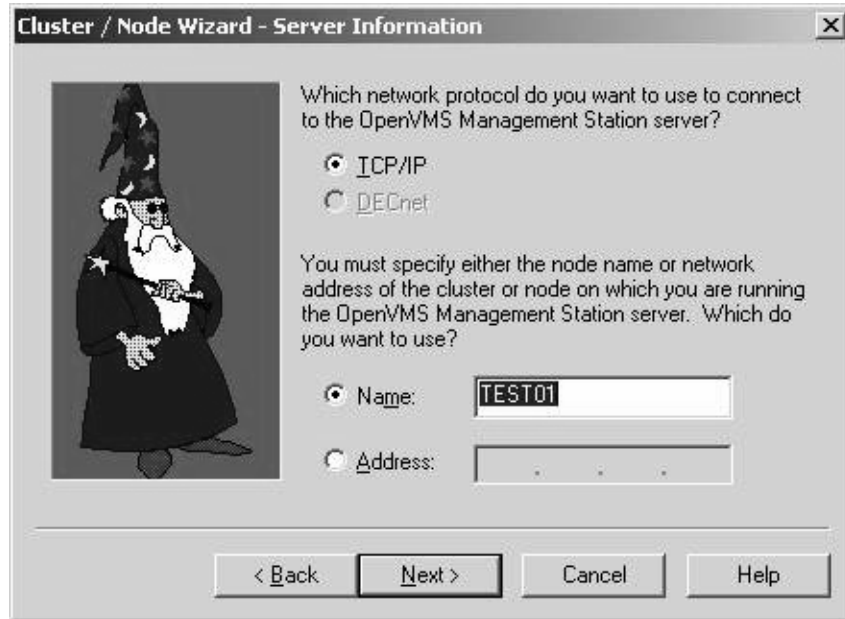 Cluster / Node Wizard - Server Information
Which network protocol do you want to use to connect
to the OpenVMS Management Station server?
TCP/IP
DECnet
You must specify either the node name or network
address of the cluster or node on which you are running
the OpenVMS Management Station server. Which do
you want to use?
Name: TEST01
Address: . . .
< Back Next > Cancel Help